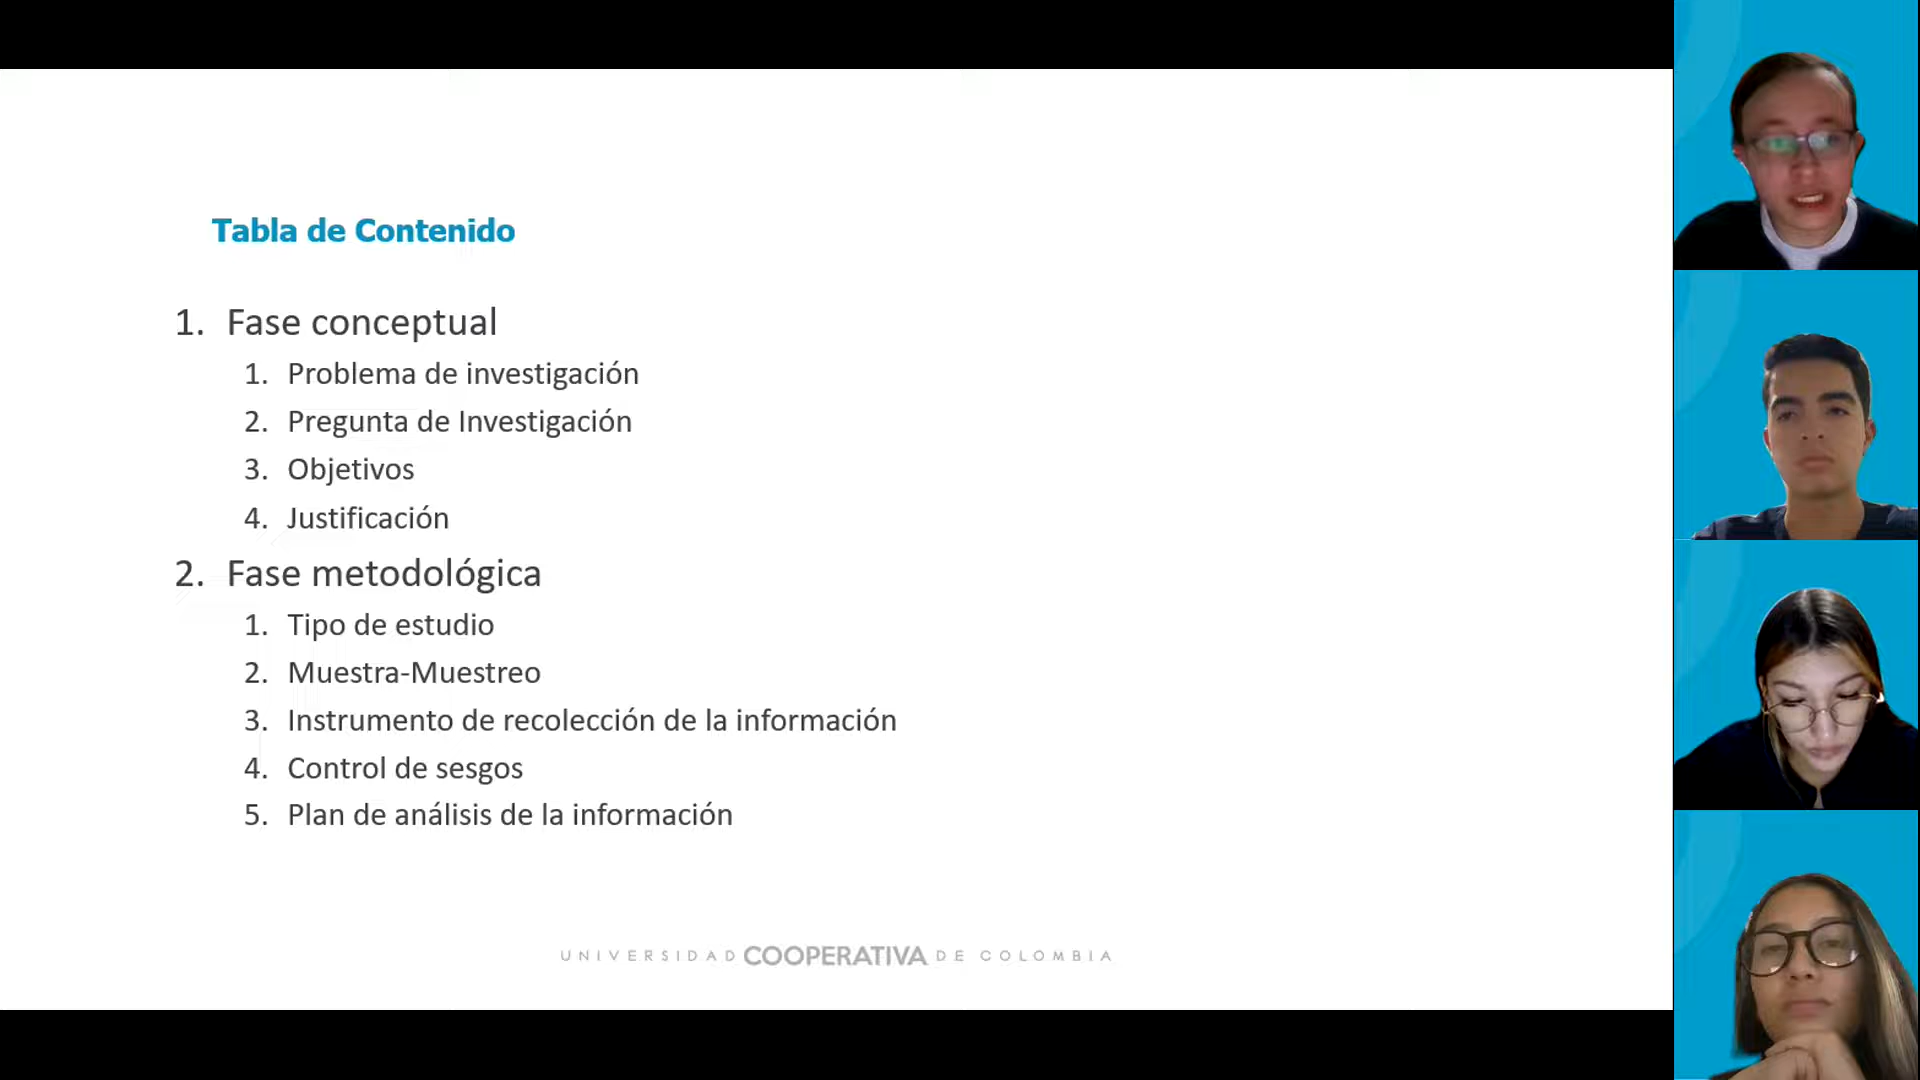 Tabla de Contenido
1. Fase conceptual
1. Problema de investigación
2. Pregunta de Investigación
3. Objetivos
4. Justificación
2. Fase metodológica
1. Tipo de estudio
2. Muestra-Muestreo
3. Instrumento de recolección de la información
4. Control de sesgos
5. Plan de análisis de la información
UNIVERSIDAD COOPERATIVA DE COLOMBIA